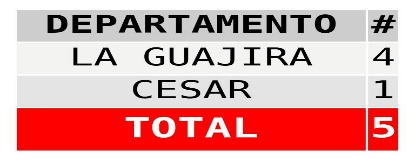 DEPARTAMENTO #
LA GUAJIRA 4
CESAR 1
TOTAL 5